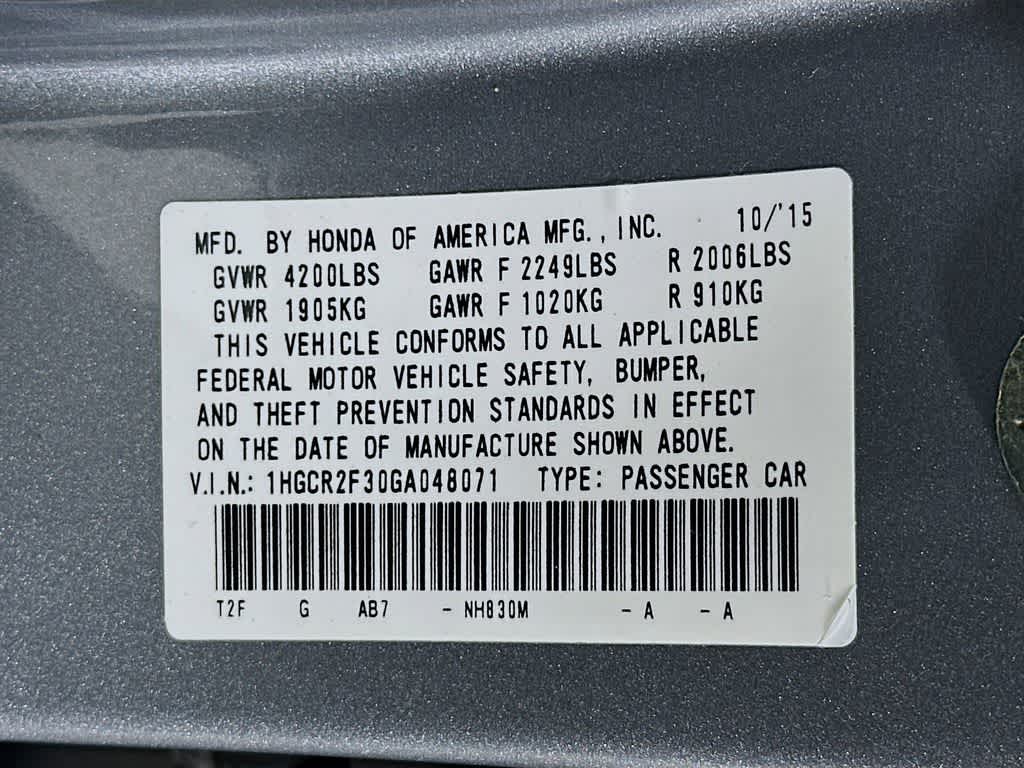 MFD. BY HONDA OF AMERICA MFG., INC. 10/'15
GVWR 4200LBS GAWR F 2249LBS R 2006LBS
GVWR 1905KG GAWR F 1020KG R 910KG
THIS VEHICLE CONFORMS TO ALL APPLICABLE
FEDERAL MOTOR VEHICLE SAFETY, BUMPER,
AND THEFT PREVENTION STANDARDS IN EFFECT
ON THE DATE OF MANUFACTURE SHOWN ABOVE.
V.I.N.: 1HGCR2F30GA048071 TYPE: PASSENGER CAR
T2F G AB7 - NH830M - A - A